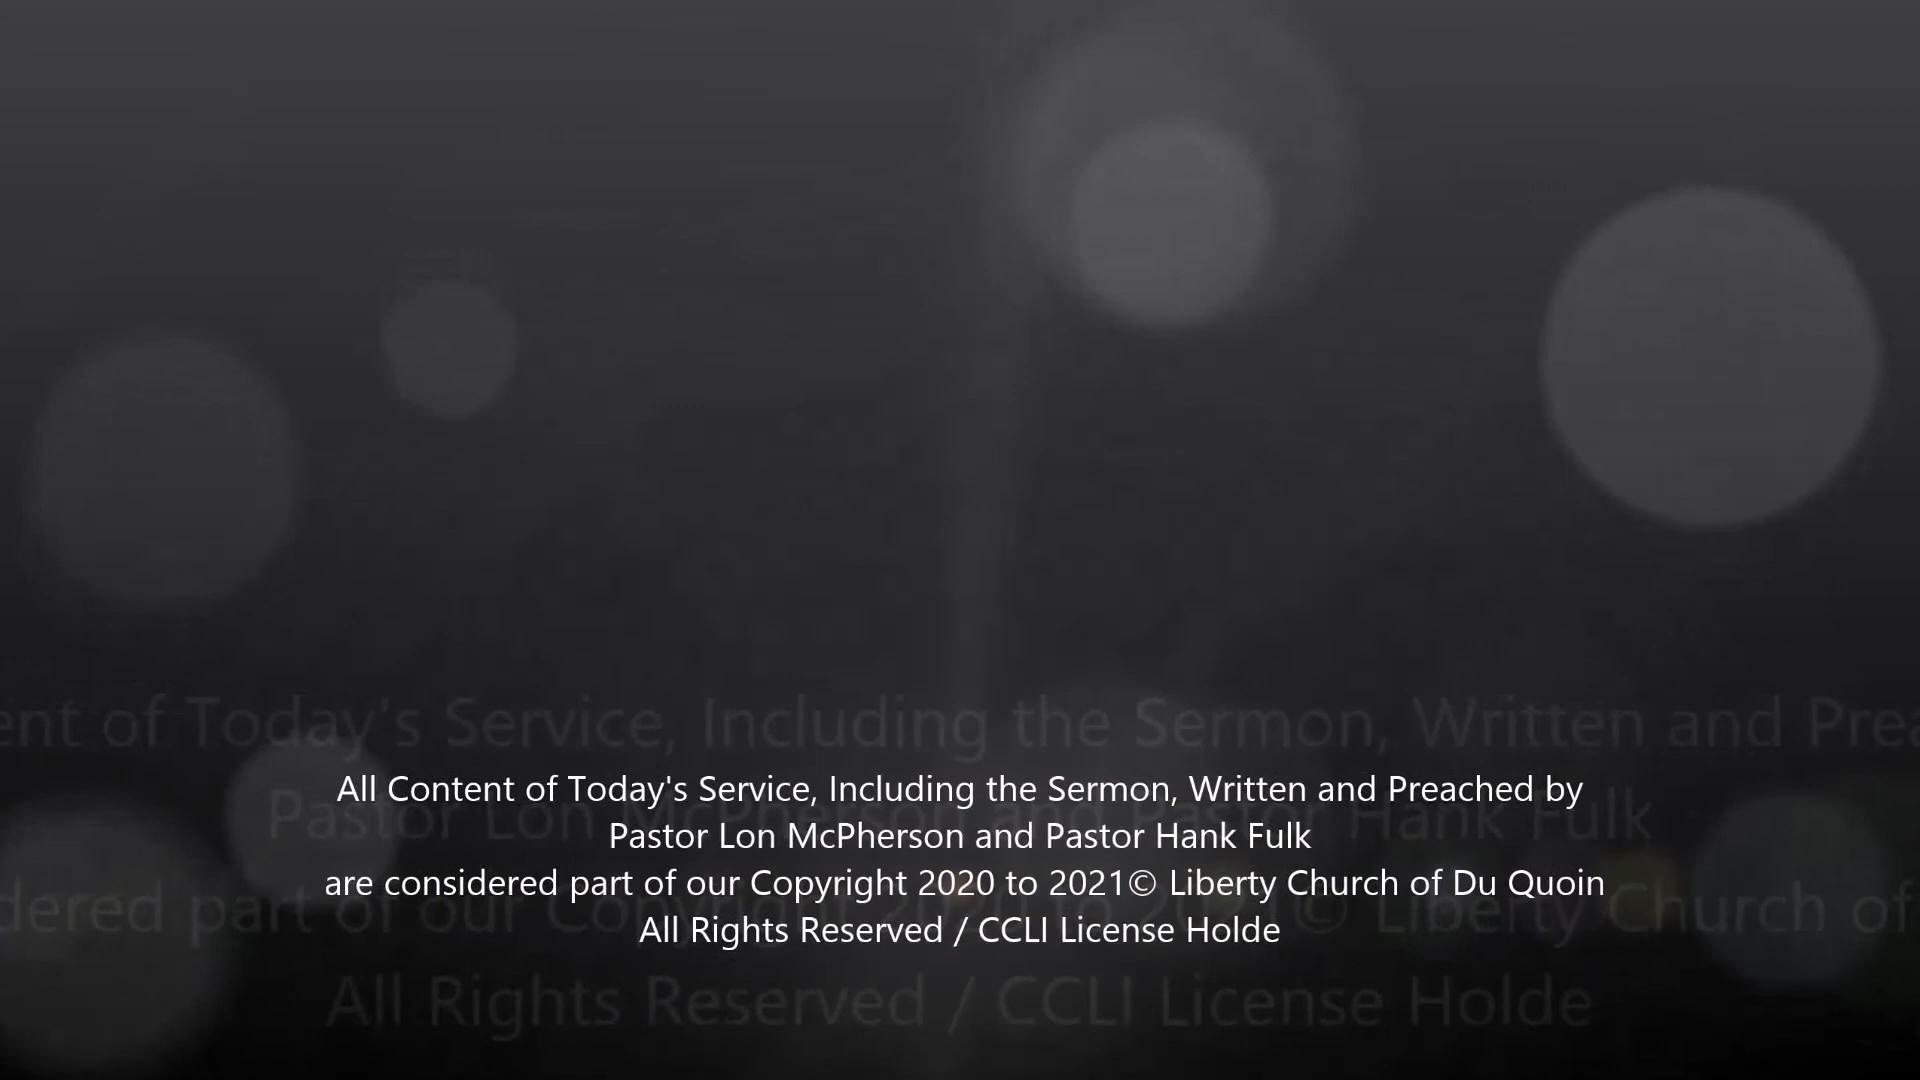 All Content of Today's Service, Including the Sermon, Written and Preached by
Pastor Lon McPherson and Pastor Hank Fulk
are considered part of our Copyright 2020 to 2021© Liberty Church of Du Quoin
All Rights Reserved / CCLI License Holde